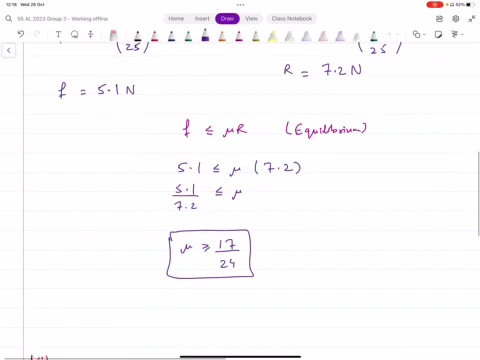 12:18 Wed 26 Oct
52%
S5 AL 2023 Group 3 - Working offline
Home Insert Draw View Class Notebook
(25) (25)
R = 7.2 N
f = 5.1 N
f ≤ μR (Equilibrium)
5.1 ≤ μ (7.2)
5.1/7.2 ≤ μ
μ ≥ 17/24